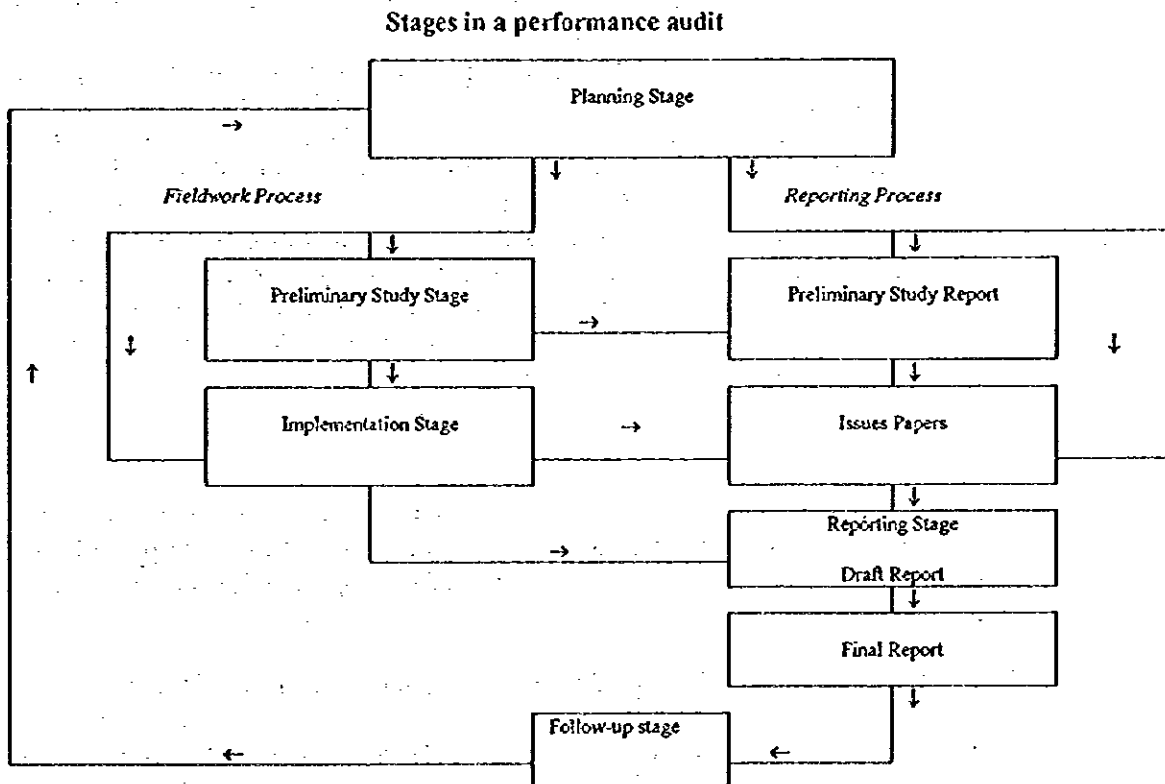 Stages in a performance audit
Planning Stage
Fieldwork Process
Reporting Process
Preliminary Study Stage
Preliminary Study Report
Implementation Stage
Issues Papers
Reporting Stage
Draft Report
Final Report
Follow-up stage